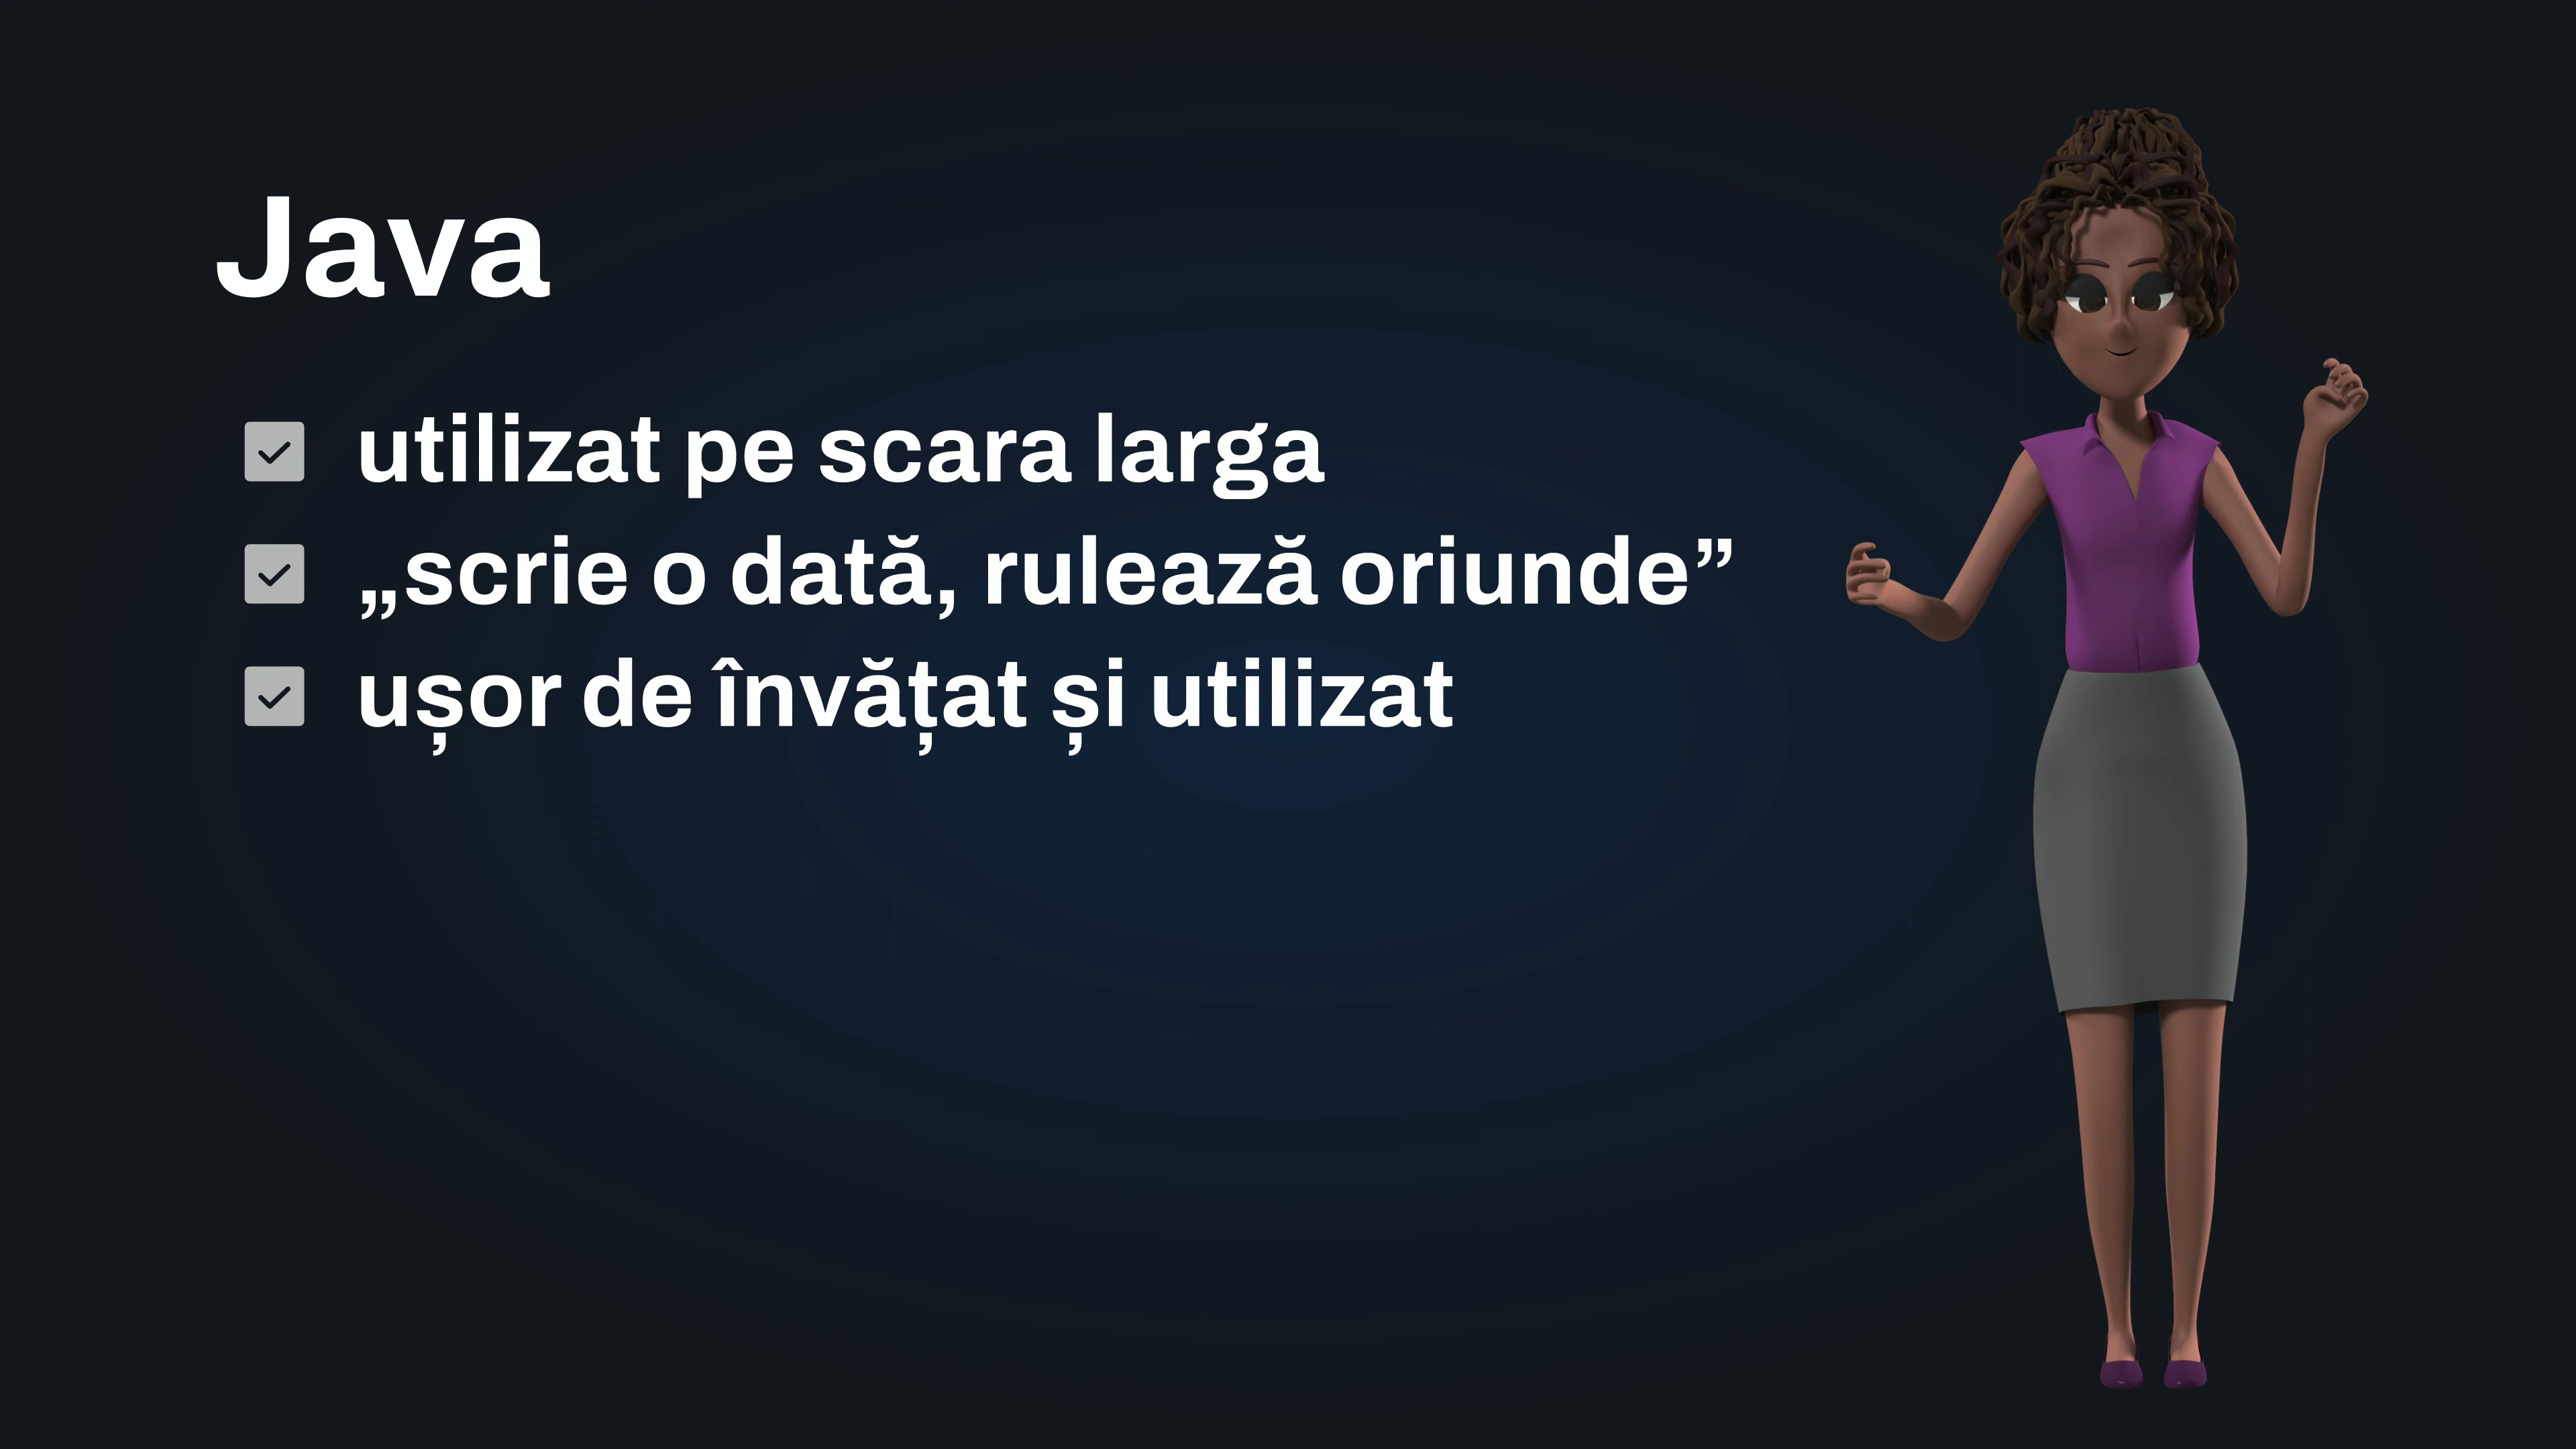 Java
utilizat pe scara larga
„scrie o dată, rulează oriunde”
ușor de învățat și utilizat